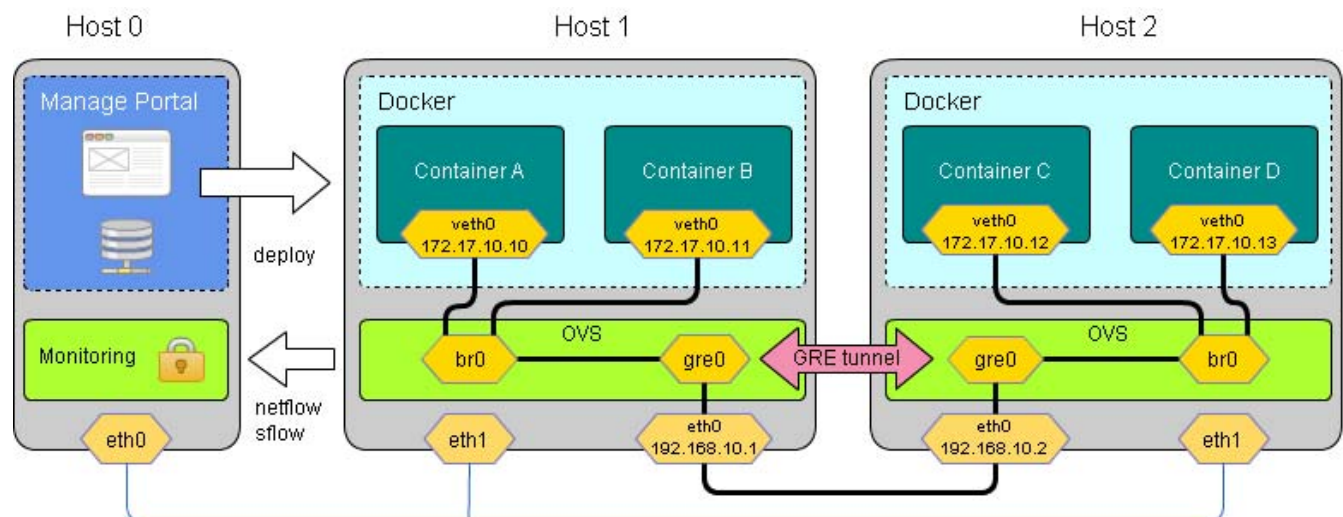 Host 0
Host 1
Host 2
Manage Portal
deploy
Monitoring
netflow
sflow
eth0
Docker
Container A
veth0
172.17.10.10
Container B
veth0
172.17.10.11
OVS
br0
gre0
eth1
eth0
192.168.10.1
GRE tunnel
Docker
Container C
veth0
172.17.10.12
Container D
veth0
172.17.10.13
OVS
gre0
br0
eth0
192.168.10.2
eth1